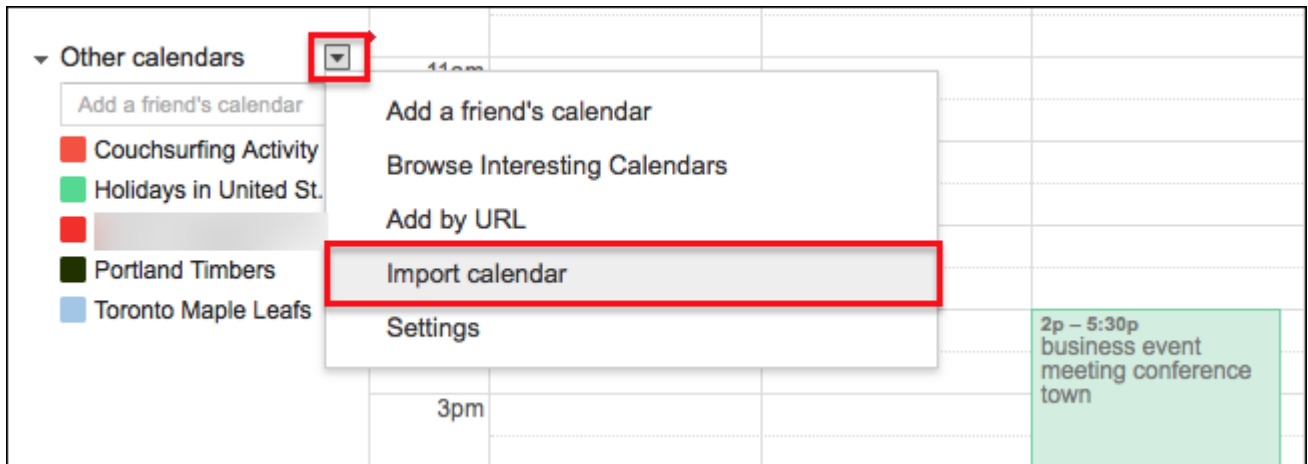 Other calendars
Add a friend's calendar
Couchsurfing Activity
Holidays in United St.
Portland Timbers
Toronto Maple Leafs
11am
Add a friend's calendar
Browse Interesting Calendars
Add by URL
Import calendar
Settings
3pm
2p – 5:30p
business event
meeting conference
town